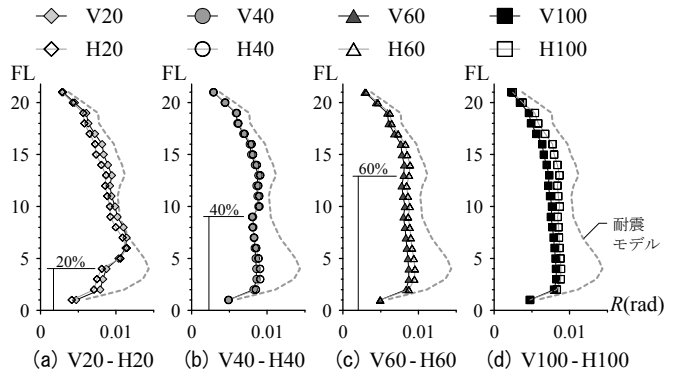 V20 V40 V60 V100
H20 H40 H60 H100
FL FL FL FL
20 20 20 20
15 15 15 15
10 10 10 10
5 5 5 5
0 0 0 0
20% 40% 60%
耐震
モデル
R(rad)
0 0.01 0 0.01 0 0.01 0 0.01
(a) V20-H20 (b) V40-H40 (c) V60-H60 (d) V100-H100